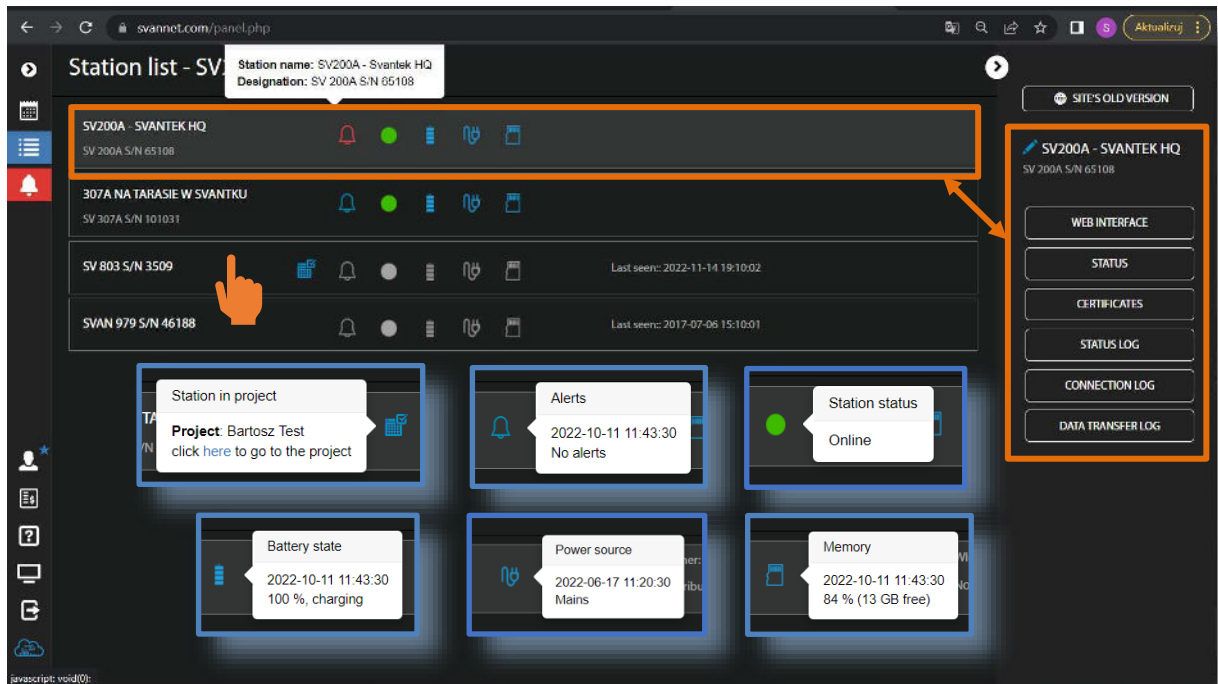 svannet.com/panel.php
S
Aktualizuj
Station list - SV
Station name: SV200A - Svantek HQ
Designation: SV 200A S/N 65108
SITE'S OLD VERSION
SV200A - SVANTEK HQ
SV 200A S/N 65108
307A NA TARASIE W SVANTKU
SV 307A S/N 101031
SV 803 S/N 3509
Last seen:: 2022-11-14 19:10:02
SVAN 979 S/N 46188
Last seen:: 2017-07-06 15:10:01
SV200A - SVANTEK HQ
SV 200A S/N 65108
WEB INTERFACE
STATUS
CERTIFICATES
STATUS LOG
CONNECTION LOG
DATA TRANSFER LOG
TA
/N
Station in project
Project: Bartosz Test
click here to go to the project
Alerts
2022-10-11 11:43:30
No alerts
Station status
Online
Battery state
2022-10-11 11:43:30
100 %, charging
Power source
2022-06-17 11:20:30
Mains
ner:
ribu
Memory
2022-10-11 11:43:30
84 % (13 GB free)
No
javascript: void(0):